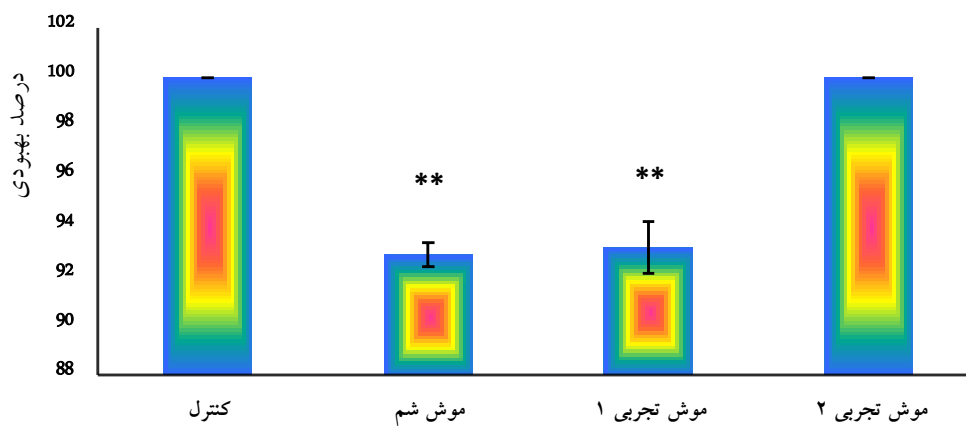 102
100
98
96
94
92
90
88
درصد بهبودی
**
**
کنترل
موش شم
موش تجربی ۱
موش تجربی ۲